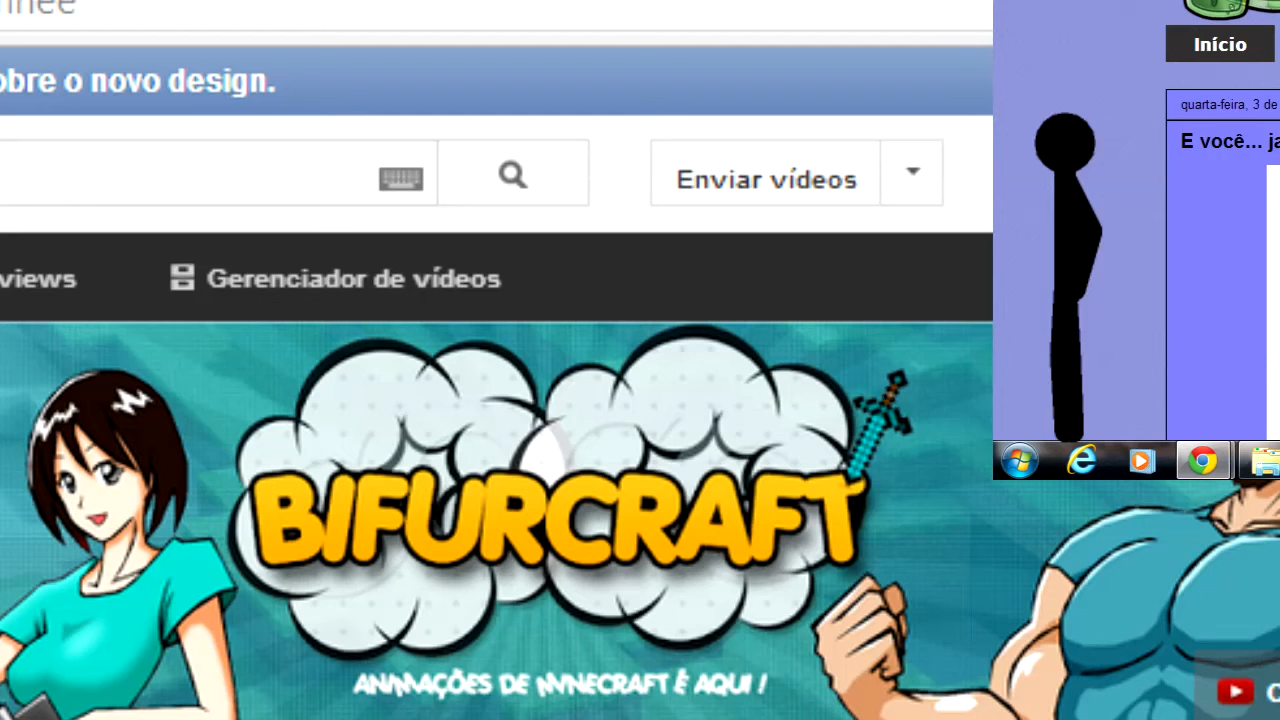 obre o novo design.
Enviar vídeos
views
Gerenciador de vídeos
BIFURCRAFT
ANIMAÇÕES DE MINECRAFT É AQUI !
Início
quarta-feira, 3 de
E você... ja